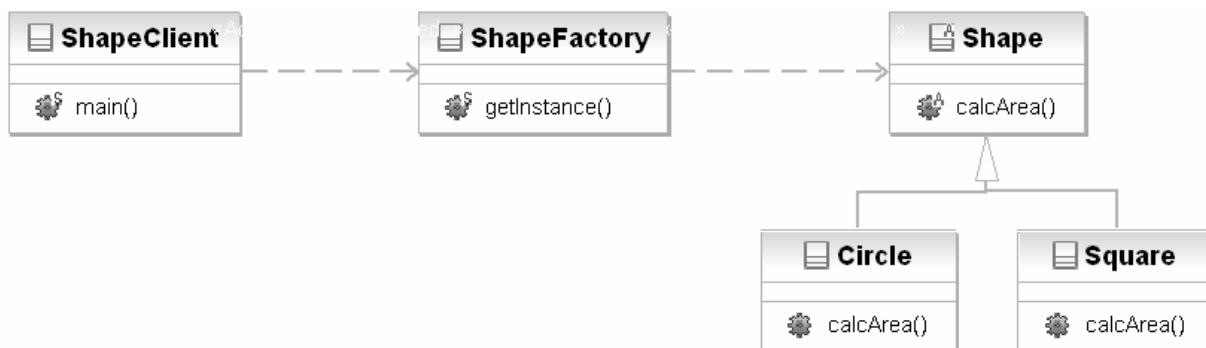 ShapeClient
main()
ShapeFactory
getInstance()
Shape
calcArea()
Circle
calcArea()
Square
calcArea()